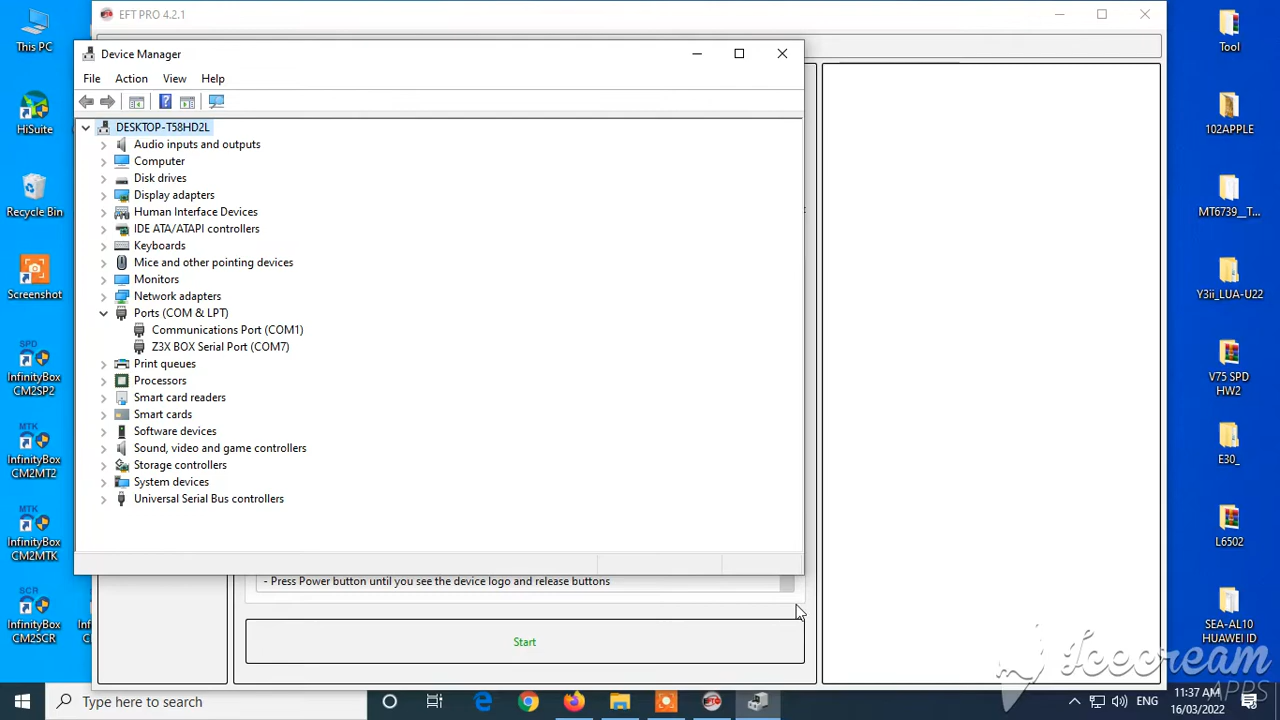 EFT PRO 4.2.1
This PC
HiSuite
Recycle Bin
Screenshot
SPD
InfinityBox
CM2SP2
MTK
InfinityBox
CM2MT2
MTK
InfinityBox
CM2MTK
SCR
InfinityBox
CM2SCR
Device Manager
File Action View Help
DESKTOP-T58HD2L
Audio inputs and outputs
Computer
Disk drives
Display adapters
Human Interface Devices
IDE ATA/ATAPI controllers
Keyboards
Mice and other pointing devices
Monitors
Network adapters
Ports (COM & LPT)
Communications Port (COM1)
Z3X BOX Serial Port (COM7)
Print queues
Processors
Smart card readers
Smart cards
Software devices
Sound, video and game controllers
Storage controllers
System devices
Universal Serial Bus controllers
- Press Power button until you see the device logo and release buttons
Start
Tool
102APPLE
MT6739__T...
Y3ii_LUA-U22
V75 SPD
HW2
E30_
L6502
SEA-AL10
HUAWEI ID
Icecream
APPS
Type here to search
ENG
11:37 AM
16/03/2022